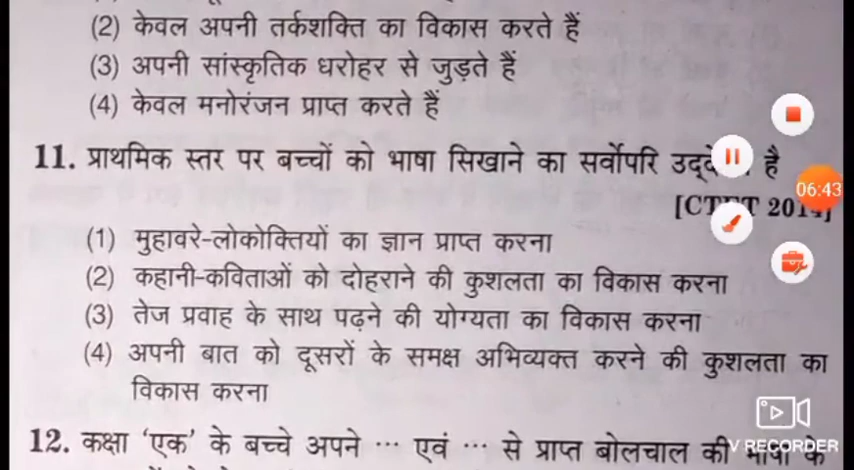 (2) केवल अपनी तर्कशक्ति का विकास करते हैं
(3) अपनी सांस्कृतिक धरोहर से जुड़ते हैं
(4) केवल मनोरंजन प्राप्त करते हैं
11. प्राथमिक स्तर पर बच्चों को भाषा सिखाने का सर्वोपरि है
06:43
2014]
(1) मुहावरे-लोकोक्तियों का ज्ञान प्राप्त करना
(2) कहानी-कविताओं को दोहराने की कुशलता का विकास करना
(3) तेज प्रवाह के साथ पढ़ने की योग्यता का विकास करना
(4) अपनी बात को दूसरों के समक्ष अभिव्यक्त करने की कुशलता का
विकास करना
12. कक्षा 'एक' के बच्चे अपने ... एवं ... से प्राप्त बोलचाल की
V RECORDER